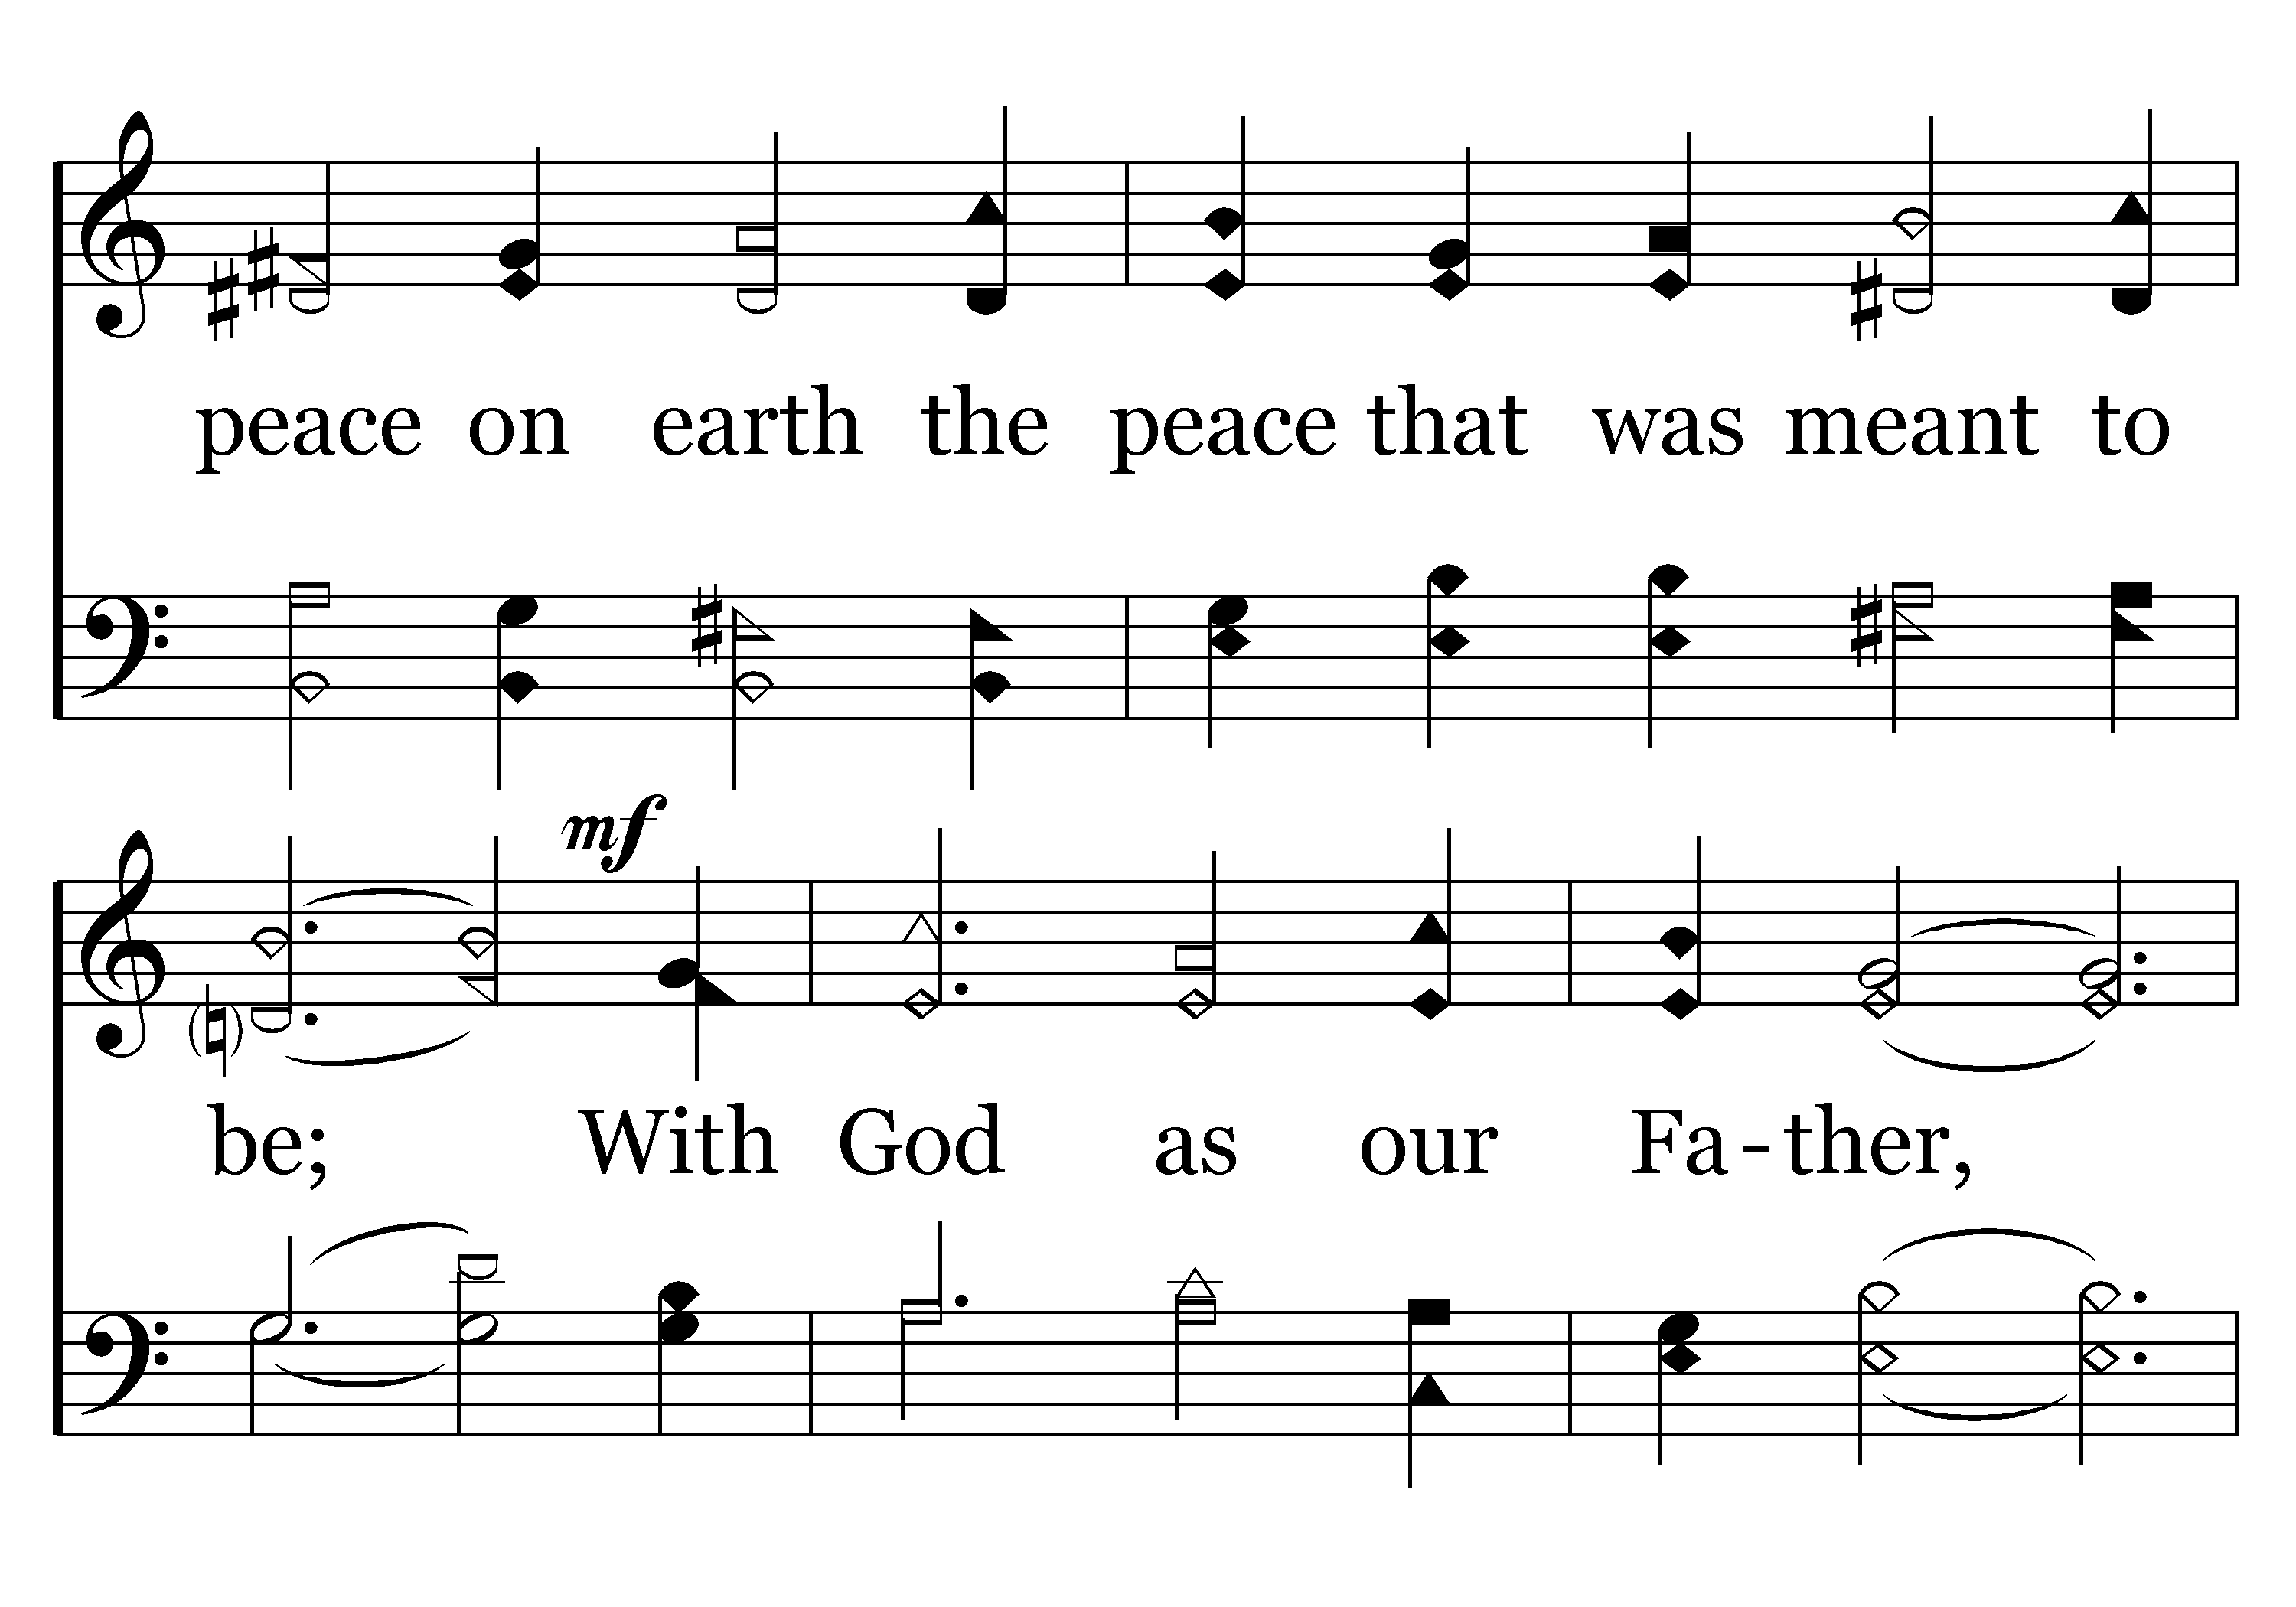 peace on earth the peace that was meant to
mf
be; With God as our Fa-ther,